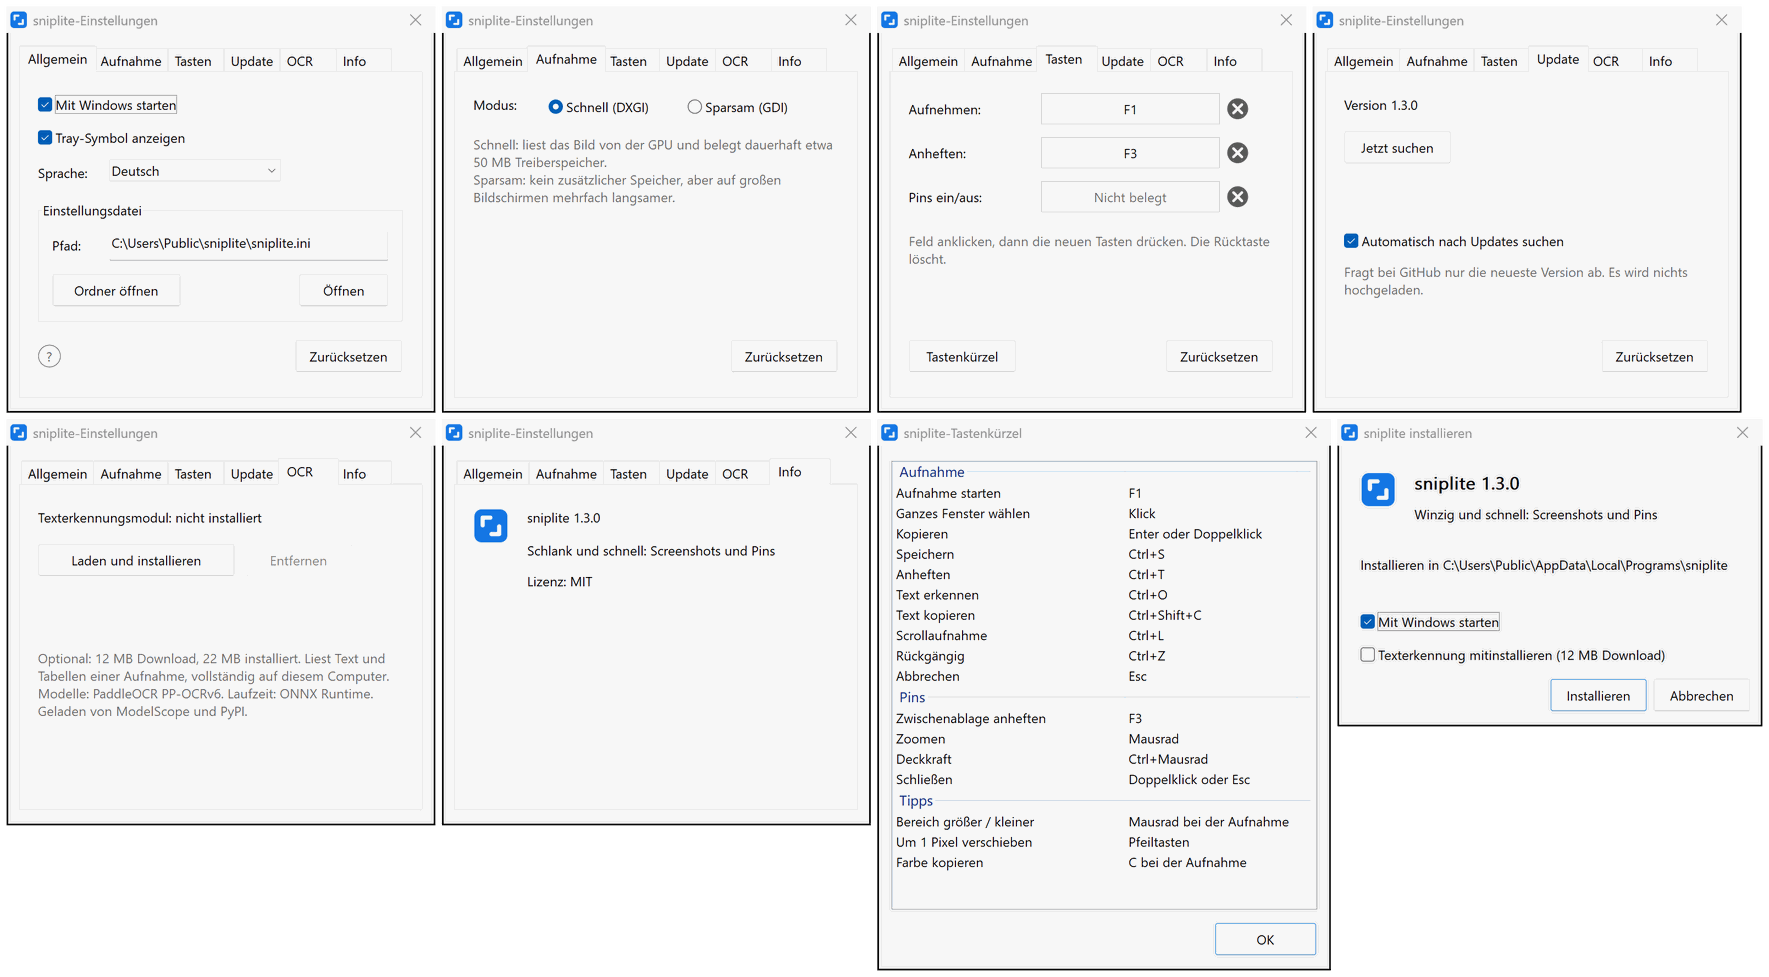 sniplite-Einstellungen
Allgemein Aufnahme Tasten Update OCR Info
Mit Windows starten
Tray-Symbol anzeigen
Sprache: Deutsch
Einstellungsdatei
Pfad: C:\Users\Public\sniplite\sniplite.ini
Ordner öffnen Öffnen
? Zurücksetzen
sniplite-Einstellungen
Allgemein Aufnahme Tasten Update OCR Info
Modus: Schnell (DXGI) Sparsam (GDI)
Schnell: liest das Bild von der GPU und belegt dauerhaft etwa
50 MB Treiberspeicher.
Sparsam: kein zusätzlicher Speicher, aber auf großen
Bildschirmen mehrfach langsamer.
Zurücksetzen
sniplite-Einstellungen
Allgemein Aufnahme Tasten Update OCR Info
Aufnehmen: F1
Anheften: F3
Pins ein/aus: Nicht belegt
Feld anklicken, dann die neuen Tasten drücken. Die Rücktaste
löscht.
Tastenkürzel Zurücksetzen
sniplite-Einstellungen
Allgemein Aufnahme Tasten Update OCR Info
Version 1.3.0
Jetzt suchen
Automatisch nach Updates suchen
Fragt bei GitHub nur die neueste Version ab. Es wird nichts
hochgeladen.
Zurücksetzen
sniplite-Einstellungen
Allgemein Aufnahme Tasten Update OCR Info
Texterkennungsmodul: nicht installiert
Laden und installieren Entfernen
Optional: 12 MB Download, 22 MB installiert. Liest Text und
Tabellen einer Aufnahme, vollständig auf diesem Computer.
Modelle: PaddleOCR PP-OCRv6. Laufzeit: ONNX Runtime.
Geladen von ModelScope und PyPI.
sniplite-Einstellungen
Allgemein Aufnahme Tasten Update OCR Info
sniplite 1.3.0
Schlank und schnell: Screenshots und Pins
Lizenz: MIT
sniplite-Tastenkürzel
Aufnahme
Aufnahme starten F1
Ganzes Fenster wählen Klick
Kopieren Enter oder Doppelklick
Speichern Ctrl+S
Anheften Ctrl+T
Text erkennen Ctrl+O
Text kopieren Ctrl+Shift+C
Scrollaufnahme Ctrl+L
Rückgängig Ctrl+Z
Abbrechen Esc
Pins
Zwischenablage anheften F3
Zoomen Mausrad
Deckkraft Ctrl+Mausrad
Schließen Doppelklick oder Esc
Tipps
Bereich größer / kleiner Mausrad bei der Aufnahme
Um 1 Pixel verschieben Pfeiltasten
Farbe kopieren C bei der Aufnahme
OK
sniplite installieren
sniplite 1.3.0
Winzig und schnell: Screenshots und Pins
Installieren in C:\Users\Public\AppData\Local\Programs\sniplite
Mit Windows starten
Texterkennung mitinstallieren (12 MB Download)
Installieren Abbrechen